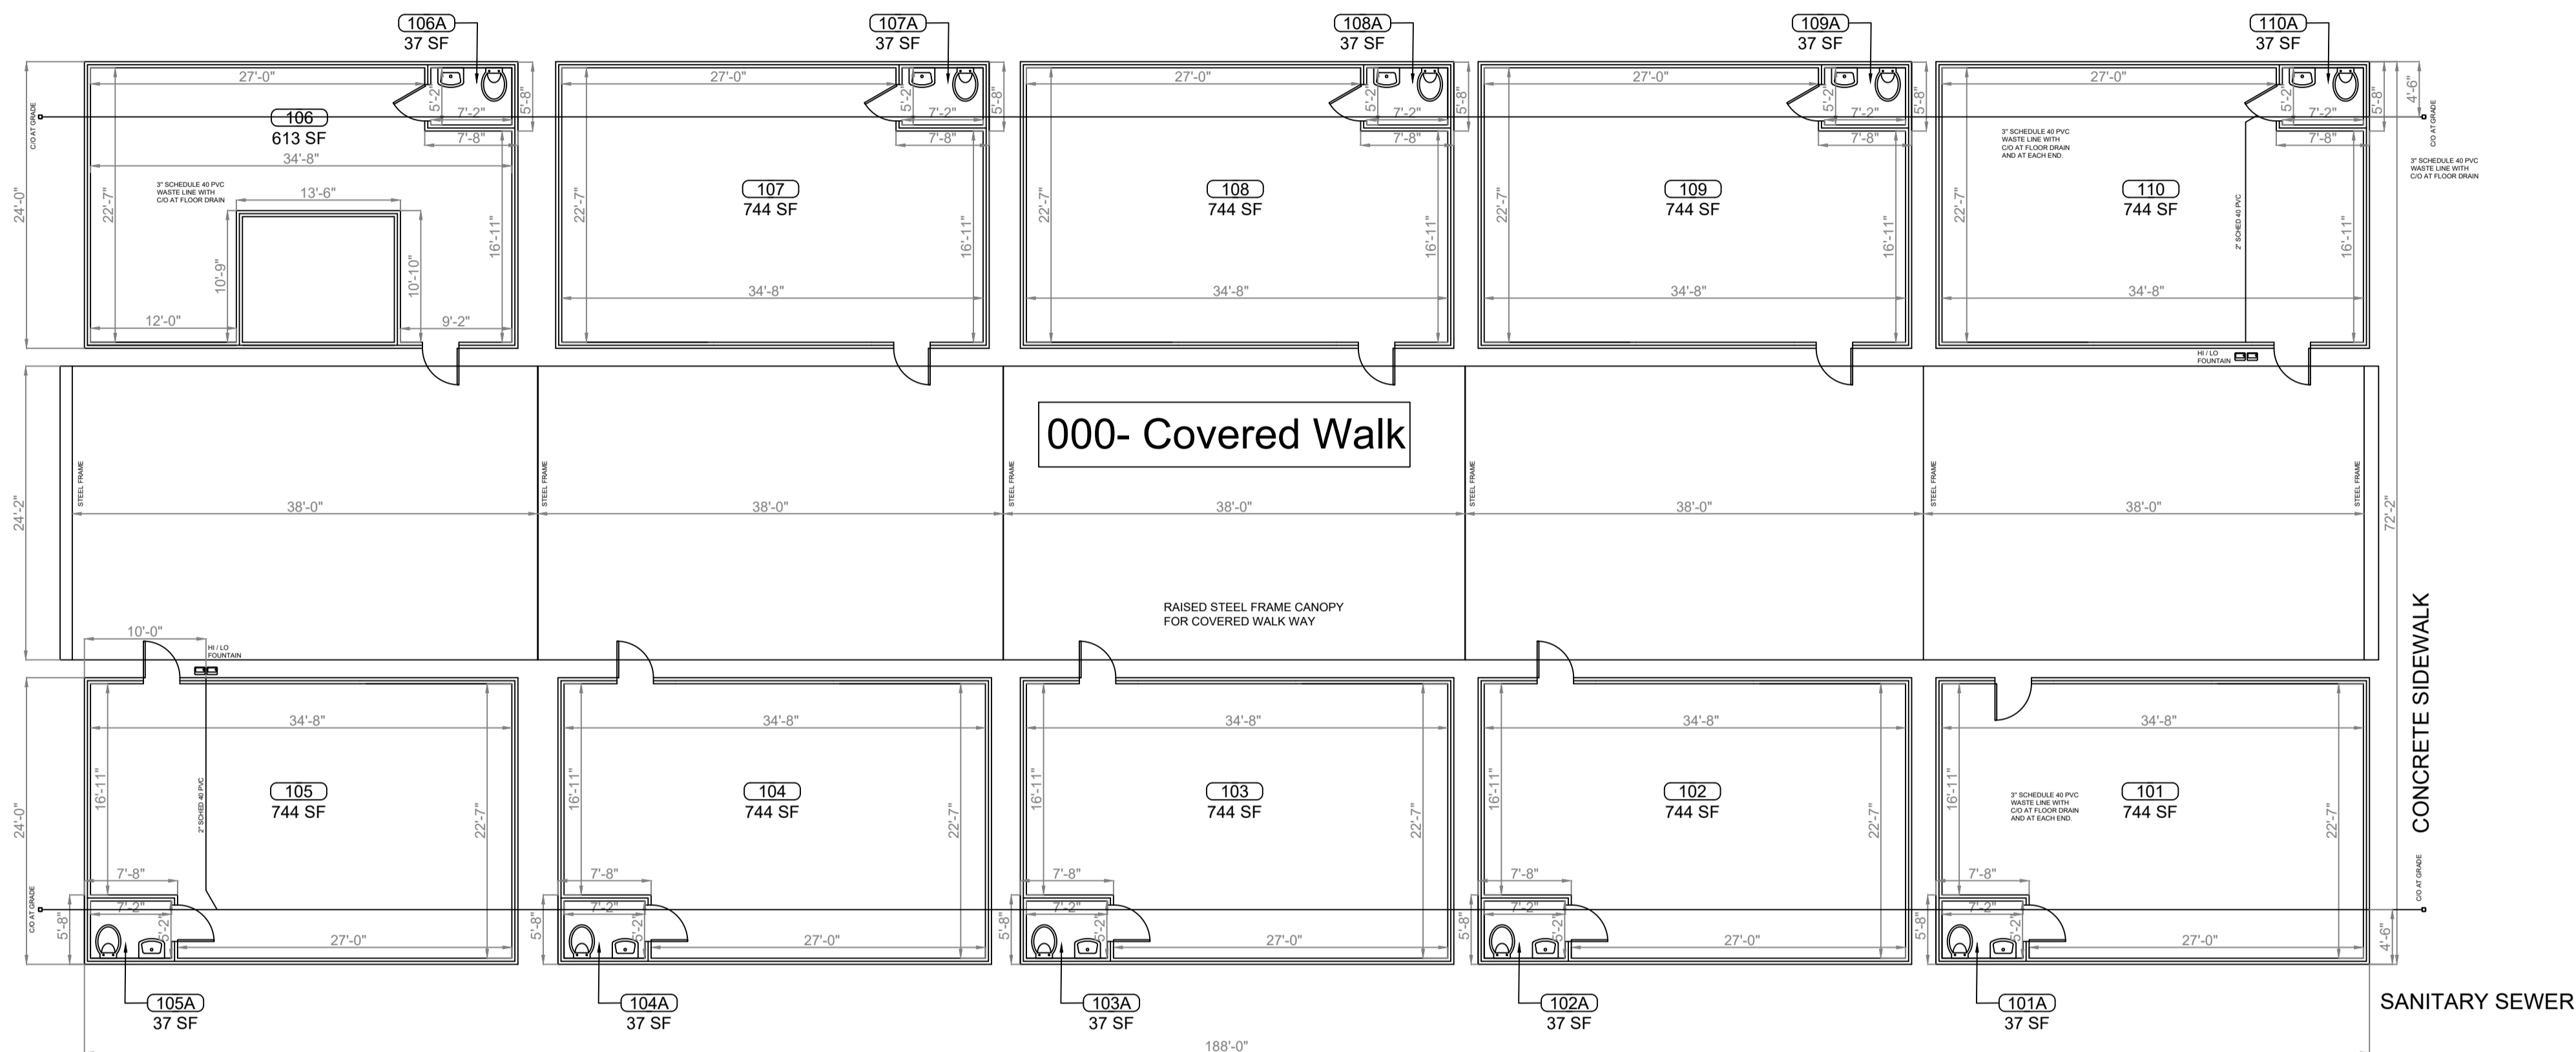 106A
37 SF
107A
37 SF
108A
37 SF
109A
37 SF
110A
37 SF
27'-0"
5'-2"
7'-2"
5'-8"
7'-8"
27'-0"
5'-2"
7'-2"
5'-8"
7'-8"
27'-0"
5'-2"
7'-2"
5'-8"
7'-8"
27'-0"
5'-2"
7'-2"
5'-8"
7'-8"
27'-0"
5'-2"
7'-2"
5'-8"
7'-8"
4'-6"
C/O AT GRADE
C/O AT GRADE
24'-0"
106
613 SF
34'-8"
22'-7"
3" SCHEDULE 40 PVC
WASTE LINE WITH
C/O AT FLOOR DRAIN
13'-6"
10'-9"
10'-10"
16'-11"
12'-0"
9'-2"
107
744 SF
22'-7"
16'-11"
34'-8"
108
744 SF
22'-7"
16'-11"
34'-8"
109
744 SF
22'-7"
16'-11"
34'-8"
3" SCHEDULE 40 PVC
WASTE LINE WITH
C/O AT FLOOR DRAIN
AND AT EACH END.
110
744 SF
22'-7"
2" SCHED 40 PVC
16'-11"
34'-8"
3" SCHEDULE 40 PVC
WASTE LINE WITH
C/O AT FLOOR DRAIN
HI / LO
FOUNTAIN
000- Covered Walk
24'-2"
STEEL FRAME
STEEL FRAME
STEEL FRAME
STEEL FRAME
STEEL FRAME
STEEL FRAME
38'-0"
38'-0"
38'-0"
38'-0"
38'-0"
72'-2"
RAISED STEEL FRAME CANOPY
FOR COVERED WALK WAY
10'-0"
HI / LO
FOUNTAIN
CONCRETE SIDEWALK
24'-0"
34'-8"
16'-11"
2" SCHED 40 PVC
105
744 SF
22'-7"
34'-8"
16'-11"
104
744 SF
22'-7"
34'-8"
16'-11"
103
744 SF
22'-7"
34'-8"
16'-11"
102
744 SF
22'-7"
34'-8"
16'-11"
3" SCHEDULE 40 PVC
WASTE LINE WITH
C/O AT FLOOR DRAIN
AND AT EACH END.
101
744 SF
22'-7"
C/O AT GRADE
C/O AT GRADE
7'-8"
5'-8"
7'-2"
5'-2"
27'-0"
7'-8"
5'-8"
7'-2"
5'-2"
27'-0"
7'-8"
5'-8"
7'-2"
5'-2"
27'-0"
7'-8"
5'-8"
7'-2"
5'-2"
27'-0"
7'-8"
5'-8"
7'-2"
5'-2"
27'-0"
4'-6"
105A
37 SF
104A
37 SF
103A
37 SF
102A
37 SF
101A
37 SF
SANITARY SEWER
188'-0"